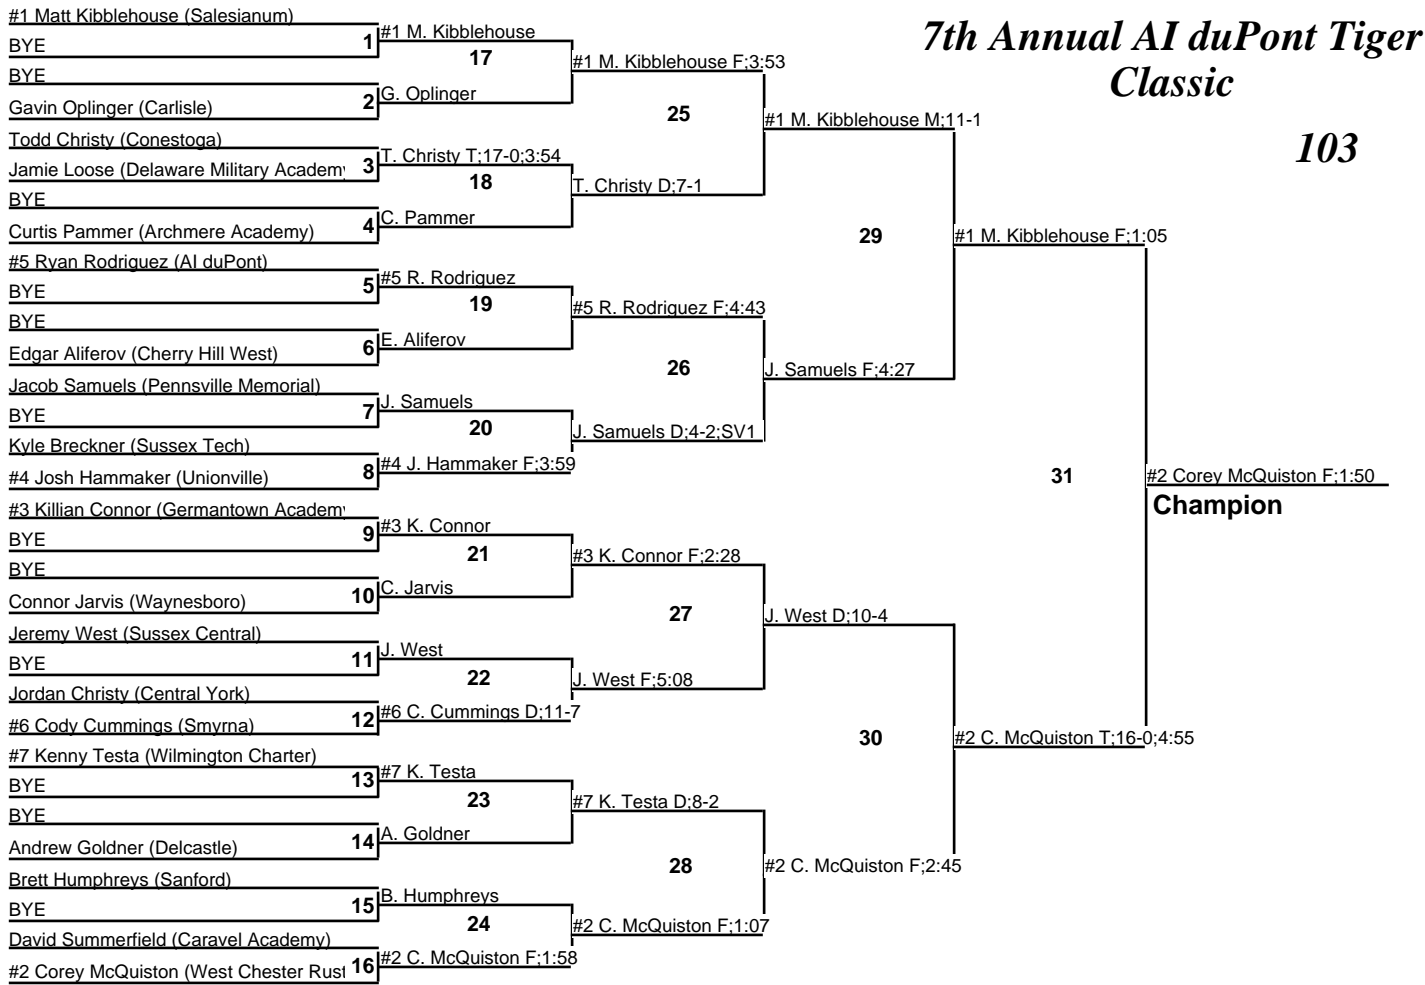 7th Annual AI duPont Tiger
Classic
103
#1 Matt Kibblehouse (Salesianum)
BYE
1
BYE
Gavin Oplinger (Carlisle)
2
Todd Christy (Conestoga)
Jamie Loose (Delaware Military Academy
3
BYE
Curtis Pammer (Archmere Academy)
4
#5 Ryan Rodriguez (AI duPont)
BYE
5
BYE
Edgar Aliferov (Cherry Hill West)
6
Jacob Samuels (Pennsville Memorial)
BYE
7
Kyle Breckner (Sussex Tech)
#4 Josh Hammaker (Unionville)
8
#3 Killian Connor (Germantown Academy
BYE
9
BYE
Connor Jarvis (Waynesboro)
10
Jeremy West (Sussex Central)
BYE
11
Jordan Christy (Central York)
#6 Cody Cummings (Smyrna)
12
#7 Kenny Testa (Wilmington Charter)
BYE
13
BYE
Andrew Goldner (Delcastle)
14
Brett Humphreys (Sanford)
BYE
15
David Summerfield (Caravel Academy)
#2 Corey McQuiston (West Chester Rust
16
#1 M. Kibblehouse
17
G. Oplinger
T. Christy T;17-0;3:54
18
C. Pammer
#5 R. Rodriguez
19
E. Aliferov
J. Samuels
20
#4 J. Hammaker F;3:59
#3 K. Connor
21
C. Jarvis
J. West
22
#6 C. Cummings D;11-7
#7 K. Testa
23
A. Goldner
B. Humphreys
24
#2 C. McQuiston F;1:58
#1 M. Kibblehouse F;3:53
25
T. Christy D;7-1
#5 R. Rodriguez F;4:43
26
J. Samuels D;4-2;SV1
#3 K. Connor F;2:28
27
J. West F;5:08
#7 K. Testa D;8-2
28
#2 C. McQuiston F;1:07
#1 M. Kibblehouse M;11-1
29
J. Samuels F;4:27
J. West D;10-4
30
#2 C. McQuiston F;2:45
#1 M. Kibblehouse F;1:05
31
#2 C. McQuiston T;16-0;4:55
#2 Corey McQuiston F;1:50
Champion